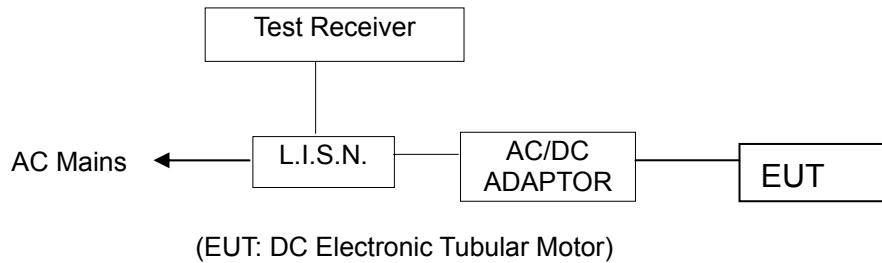 Test Receiver
AC Mains
L.I.S.N.
AC/DC
ADAPTOR
EUT
(EUT: DC Electronic Tubular Motor)